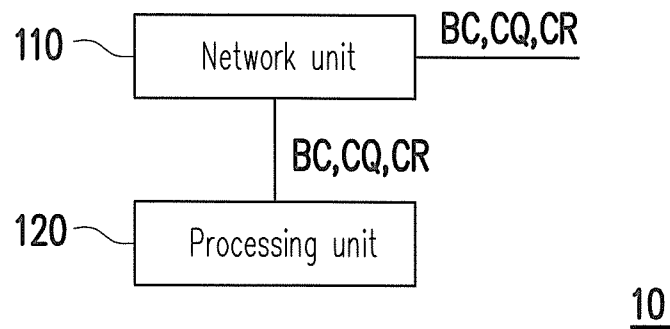 BC,CQ,CR
110
Network unit
BC,CQ,CR
120
Processing unit
10